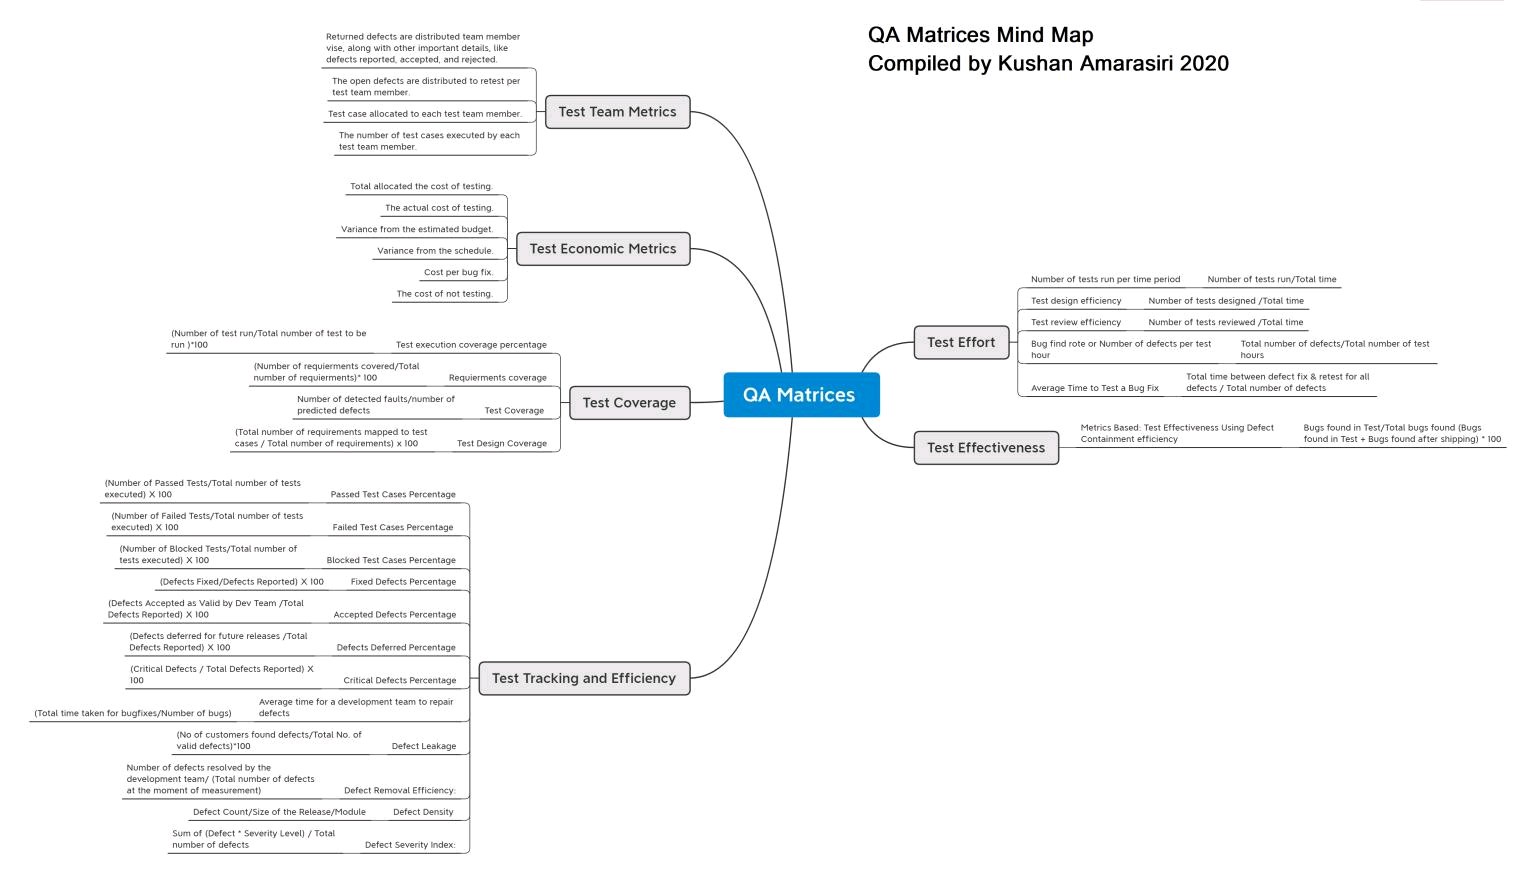 QA Matrices Mind Map
Compiled by Kushan Amarasiri 2020
QA Matrices
Test Team Metrics
Returned defects are distributed team member
vise, along with other important details, like
defects reported, accepted, and rejected.
The open defects are distributed to retest per
test team member.
Test case allocated to each test team member.
The number of test cases executed by each
test team member.
Test Economic Metrics
Total allocated the cost of testing.
The actual cost of testing.
Variance from the estimated budget.
Variance from the schedule.
Cost per bug fix.
The cost of not testing.
Test Coverage
Test execution coverage percentage
(Number of test run/Total number of test to be
run )*100
Requierments coverage
(Number of requierments covered/Total
number of requierments)* 100
Test Coverage
Number of detected faults/number of
predicted defects
Test Design Coverage
(Total number of requirements mapped to test
cases / Total number of requirements) x 100
Test Tracking and Efficiency
Passed Test Cases Percentage
(Number of Passed Tests/Total number of tests
executed) X 100
Failed Test Cases Percentage
(Number of Failed Tests/Total number of tests
executed) X 100
Blocked Test Cases Percentage
(Number of Blocked Tests/Total number of
tests executed) X 100
Fixed Defects Percentage
(Defects Fixed/Defects Reported) X 100
Accepted Defects Percentage
(Defects Accepted as Valid by Dev Team /Total
Defects Reported) X 100
Defects Deferred Percentage
(Defects deferred for future releases /Total
Defects Reported) X 100
Critical Defects Percentage
(Critical Defects / Total Defects Reported) X
100
Average time for a development team to repair
defects
(Total time taken for bugfixes/Number of bugs)
Defect Leakage
(No of customers found defects/Total No. of
valid defects)*100
Defect Removal Efficiency:
Number of defects resolved by the
development team/ (Total number of defects
at the moment of measurement)
Defect Density
Defect Count/Size of the Release/Module
Defect Severity Index:
Sum of (Defect * Severity Level) / Total
number of defects
Test Effort
Number of tests run per time period
Number of tests run/Total time
Test design efficiency
Number of tests designed /Total time
Test review efficiency
Number of tests reviewed /Total time
Bug find rote or Number of defects per test
hour
Total number of defects/Total number of test
hours
Average Time to Test a Bug Fix
Total time between defect fix & retest for all
defects / Total number of defects
Test Effectiveness
Metrics Based: Test Effectiveness Using Defect
Containment efficiency
Bugs found in Test/Total bugs found (Bugs
found in Test + Bugs found after shipping) * 100